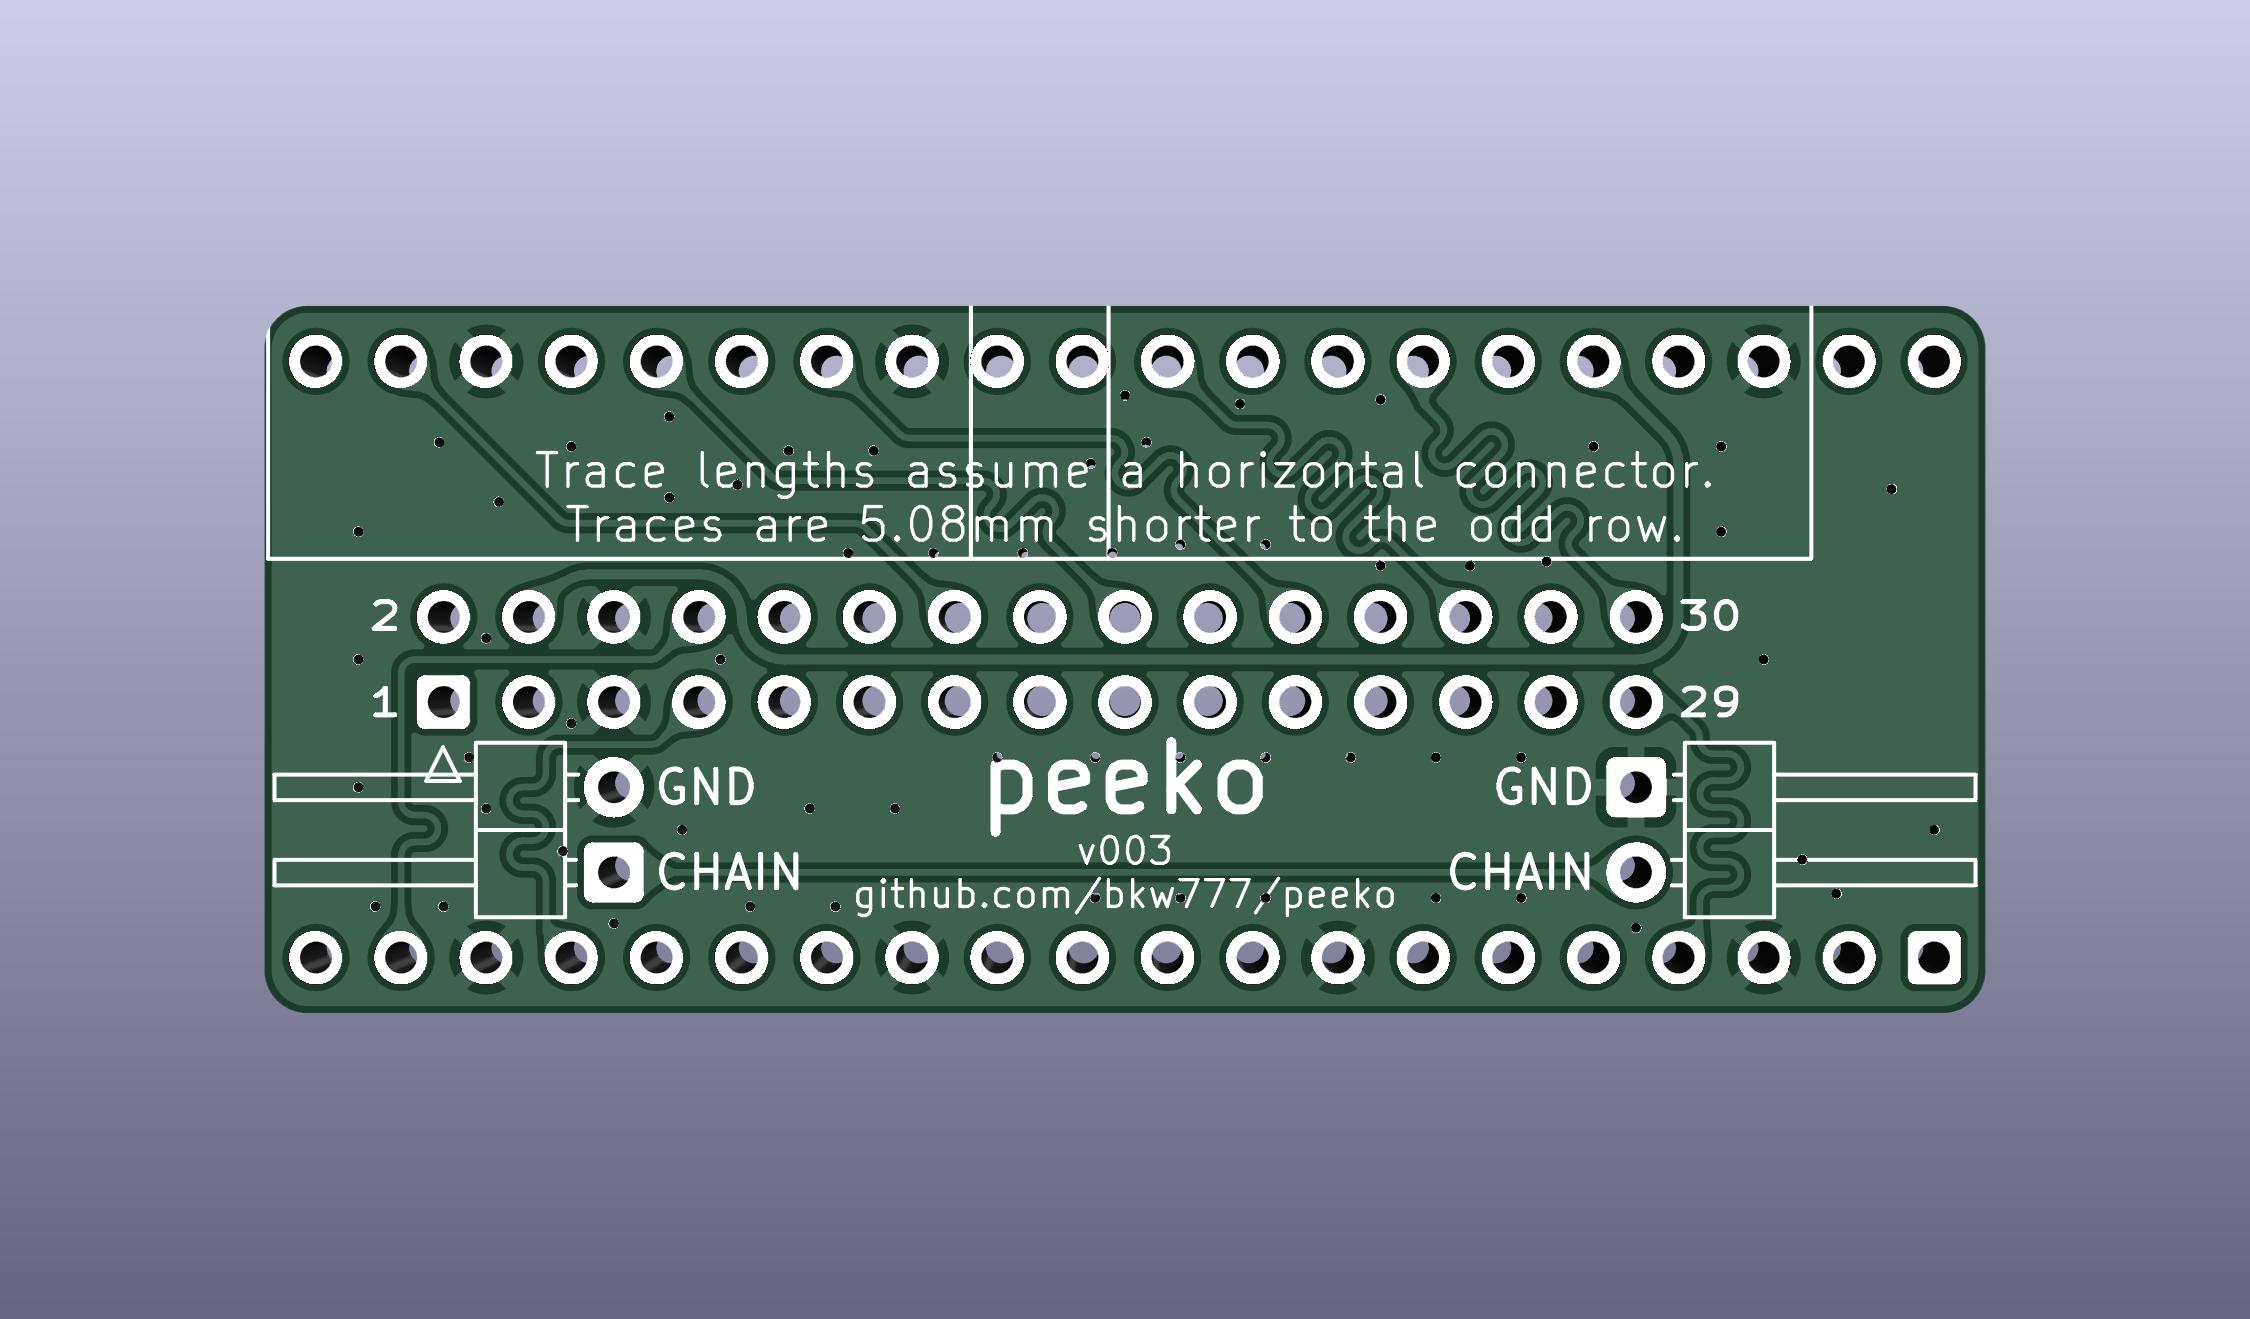 Trace lengths assume a horizontal connector.
Traces are 5.08mm shorter to the odd row.
2 30
1 29
GND peeko GND
v003
CHAIN CHAIN
github.com/bkw777/peeko